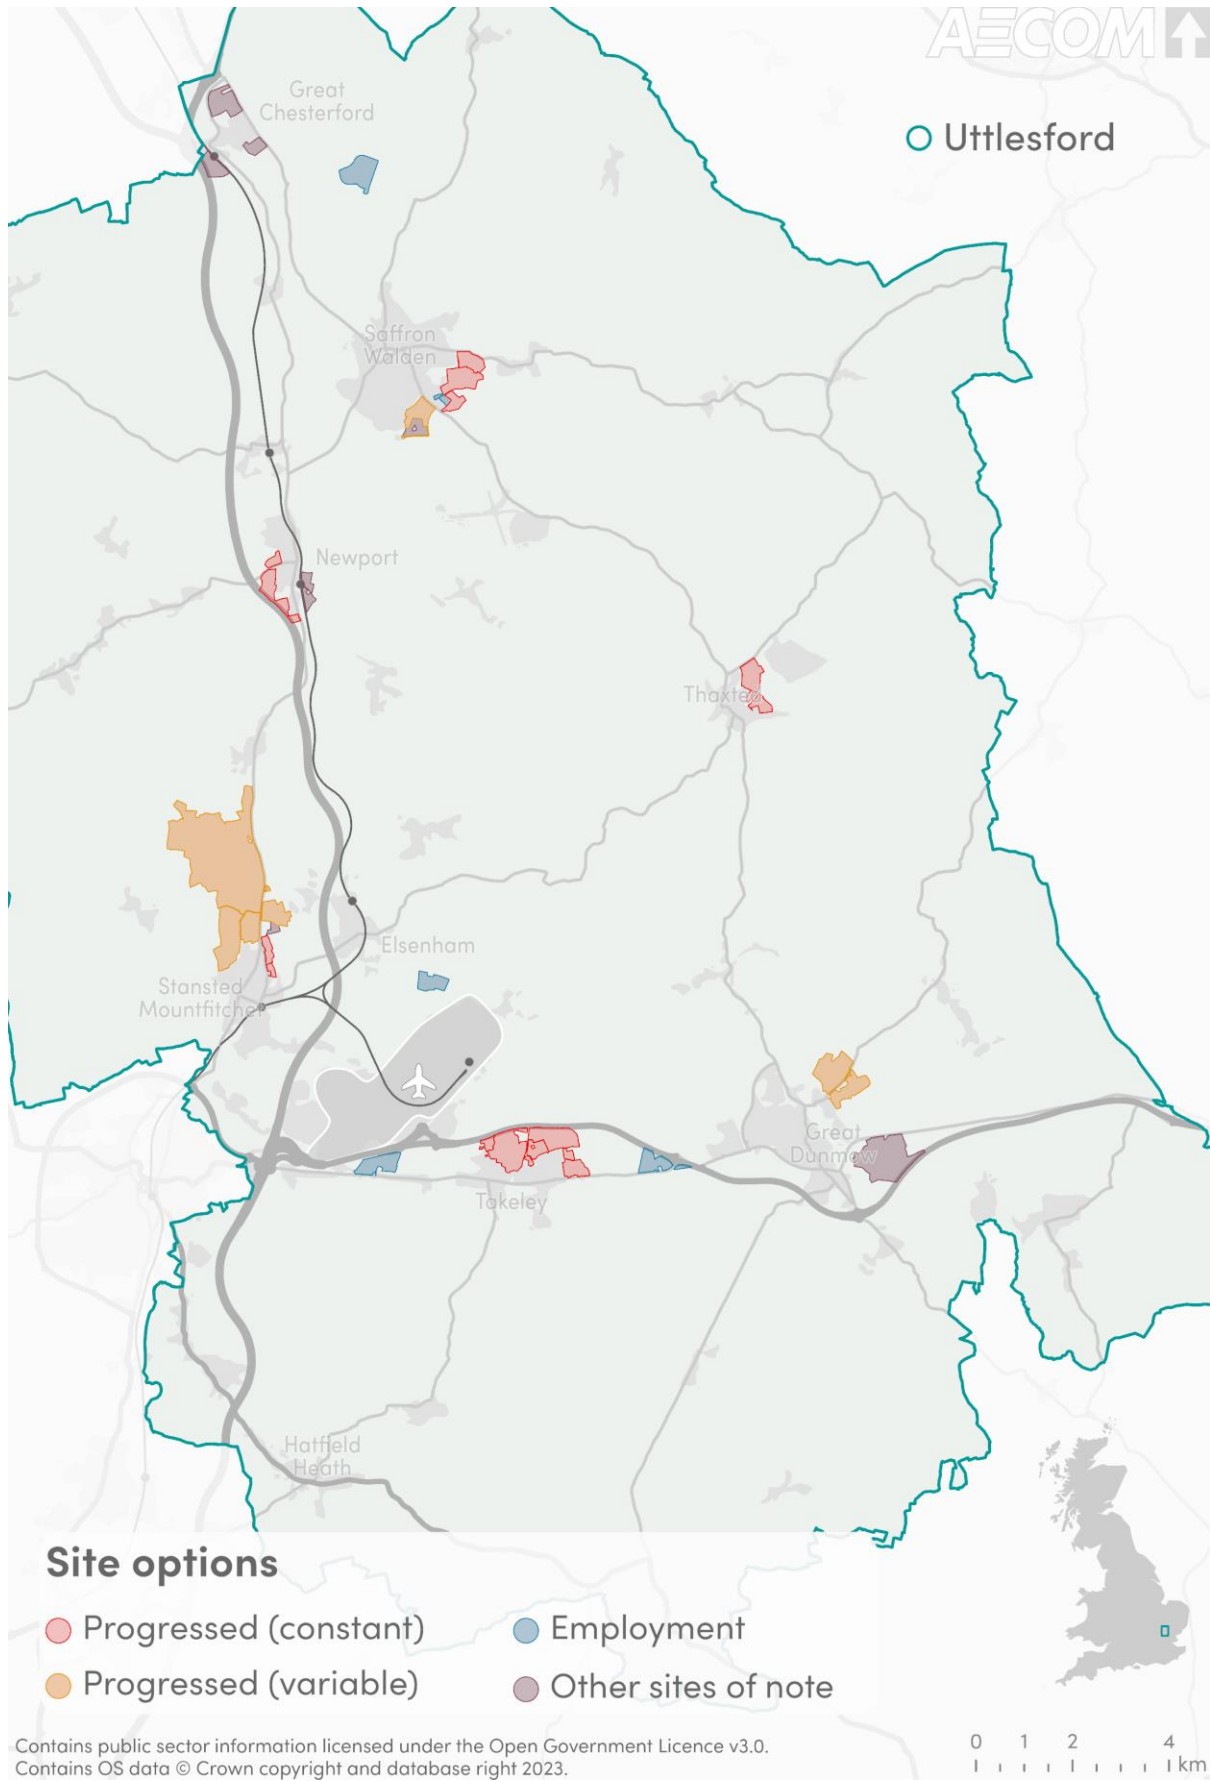 AECOM
Great
Chesterford
Uttlesford
Saffron
Walden
Newport
Thaxted
Elsenham
Stansted
Mountfitchet
Great
Dunmow
Takeley
Hatfield
Heath
Site options
Progressed (constant)
Employment
Progressed (variable)
Other sites of note
Contains public sector information licensed under the Open Government Licence v3.0.
Contains OS data © Crown copyright and database right 2023.
0 1 2 4
km